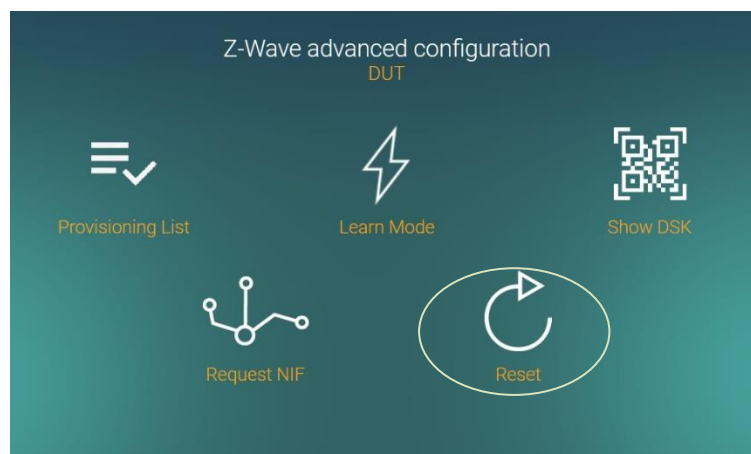 Z-Wave advanced configuration
DUT
Provisioning List
Learn Mode
Show DSK
Request NIF
Reset